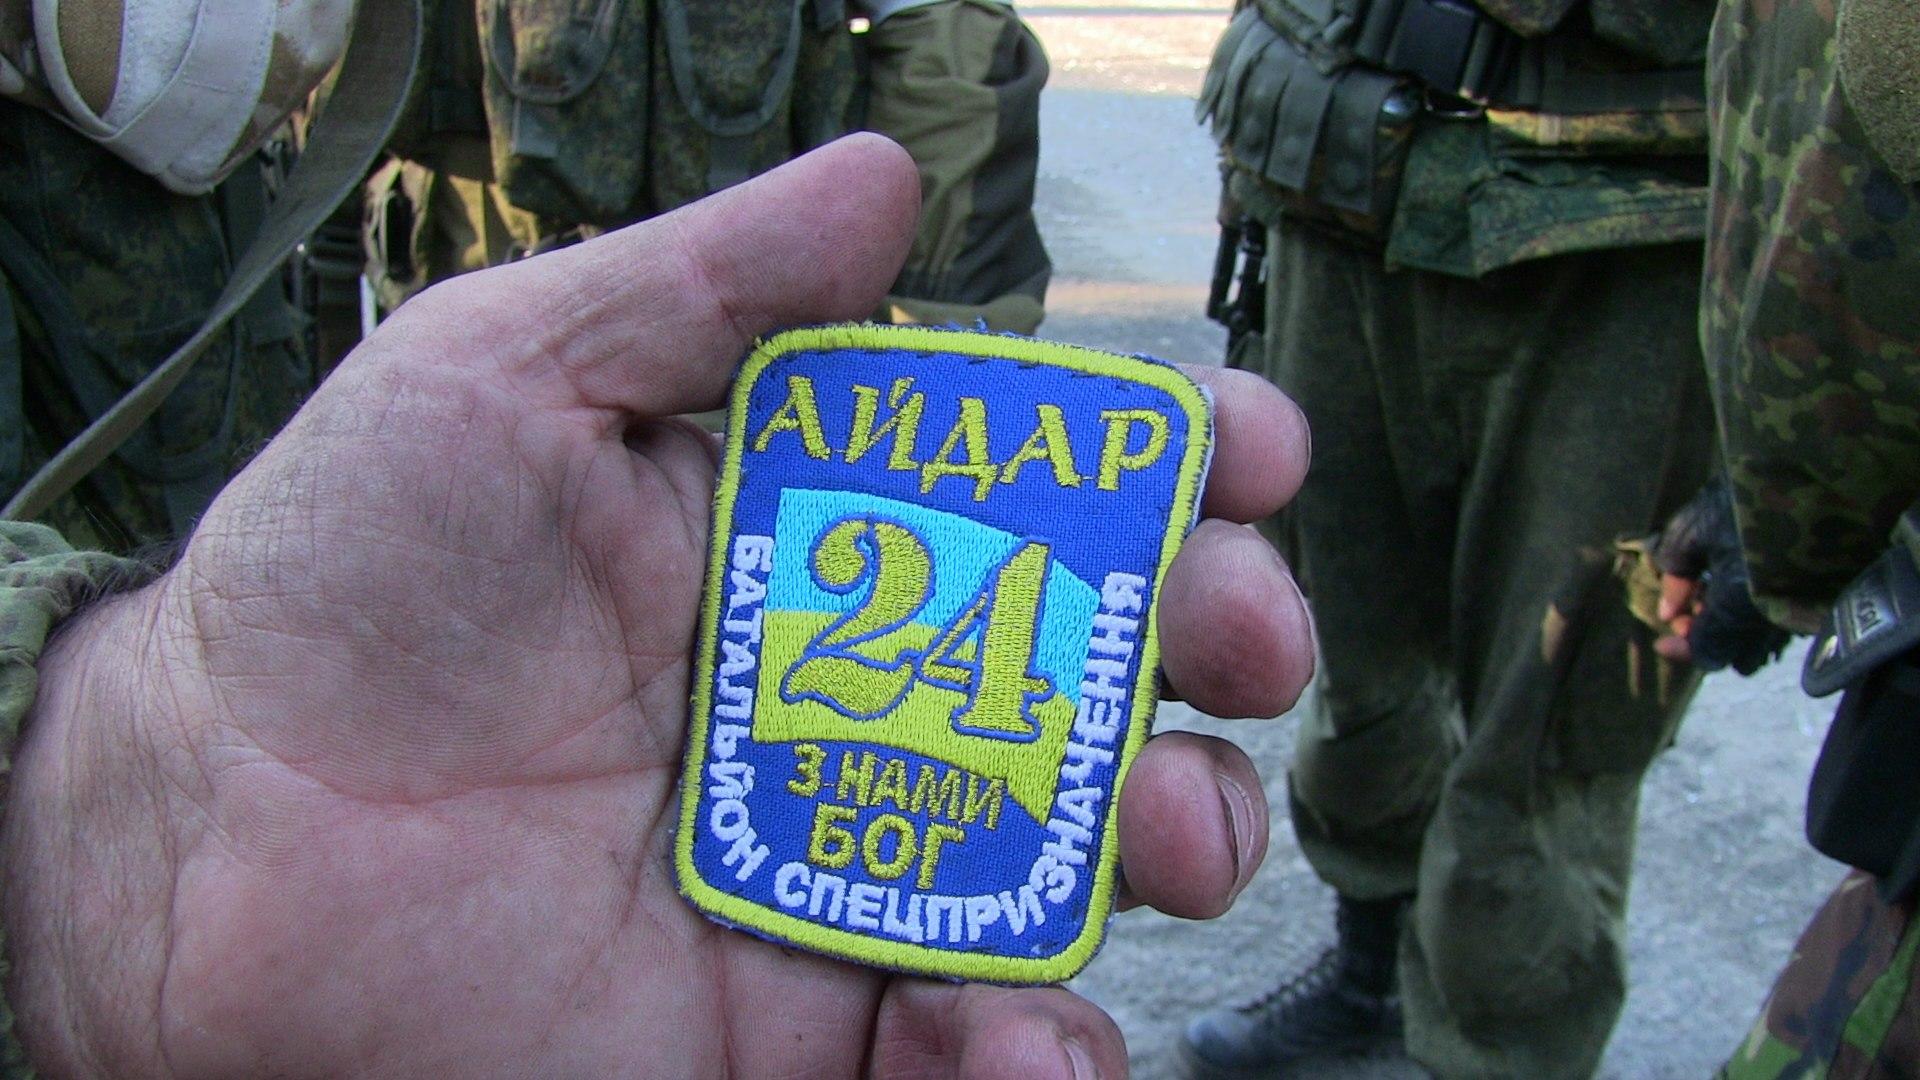 АЙДАР
24
З НАМИ
БОГ
БАТАЛЬЙОН СПЕЦПРИЗНАЧЕННЯ